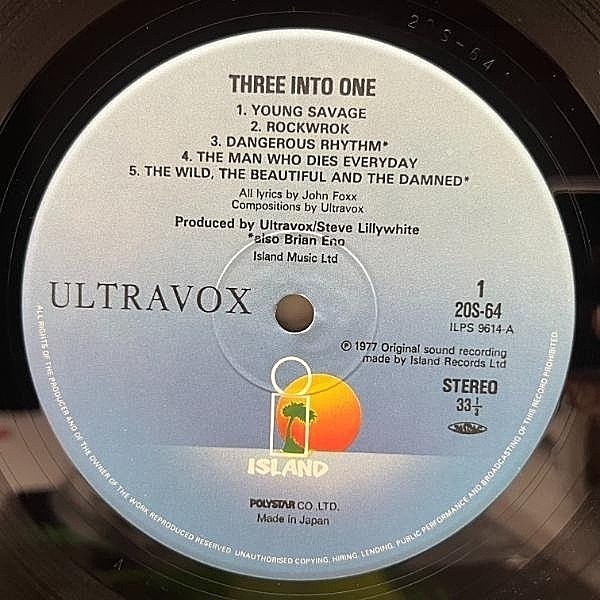 20S-64
THREE INTO ONE
1. YOUNG SAVAGE
2. ROCKWROK
3. DANGEROUS RHYTHM*
4. THE MAN WHO DIES EVERYDAY
5. THE WILD, THE BEAUTIFUL AND THE DAMNED*
All lyrics by John Foxx
Compositions by Ultravox
Produced by Ultravox/Steve Lillywhite
*also Brian Eno
Island Music Ltd
ULTRAVOX
1
20S-64
ILPS 9614-A
Ⓟ 1977 Original sound recording
made by Island Records Ltd
STEREO
33 1/3
ISLAND
POLYSTAR CO., LTD.
Made in Japan
ALL RIGHTS OF THE PRODUCER AND OF THE OWNER OF THE WORK REPRODUCED RESERVED. UNAUTHORISED COPYING, HIRING, LENDING, PUBLIC PERFORMANCE AND BROADCASTING OF THIS RECORD PROHIBITED.